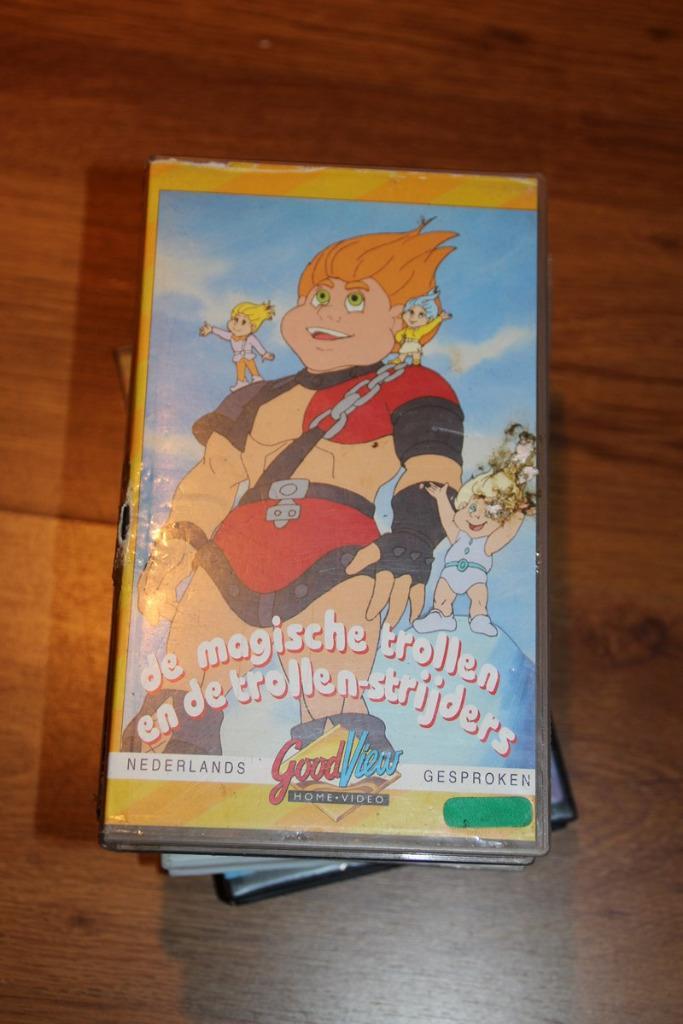 de magische trollen
en de trollen-strijders
NEDERLANDS
GoodView
HOME•VIDEO
GESPROKEN